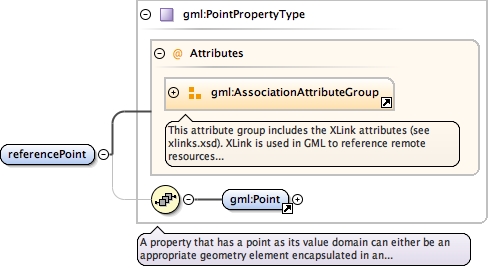 gml:PointPropertyType
@ Attributes
gml:AssociationAttributeGroup
This attribute group includes the XLink attributes (see
xlinks.xsd). XLink is used in GML to reference remote
resources...
referencePoint
gml:Point
A property that has a point as its value domain can either be an
appropriate geometry element encapsulated in an...